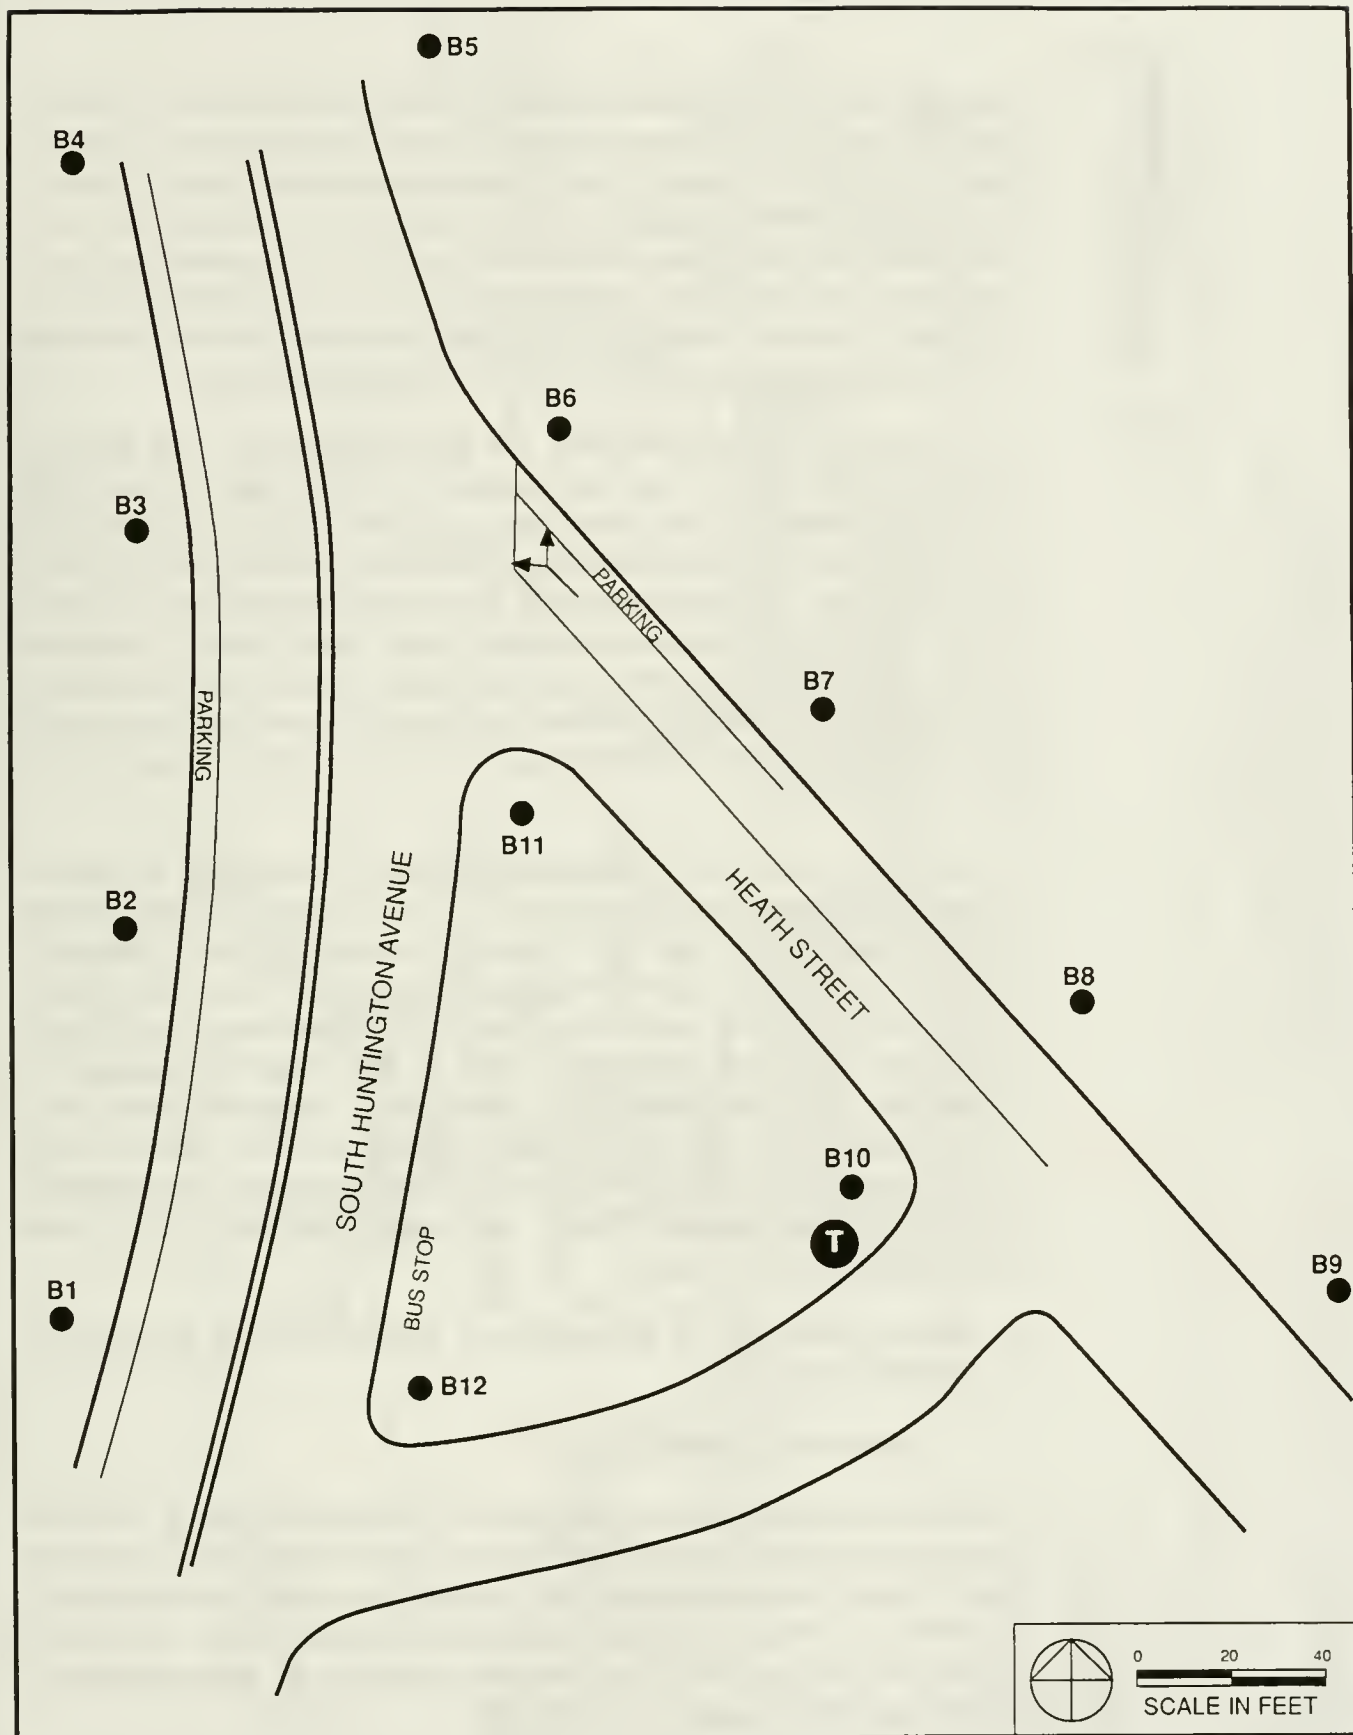 B5
B4
B6
B3
PARKING
B7
PARKING
B11
HEATH STREET
SOUTH HUNTINGTON AVENUE
B2
B8
B10
T
BUS STOP
B9
B1
B12
0 20 40
SCALE IN FEET